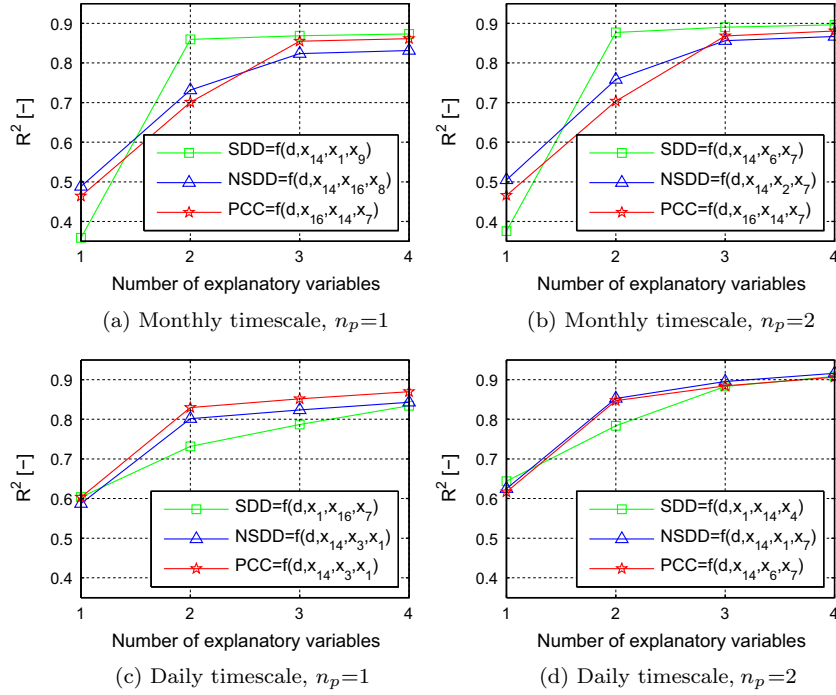 0.9
0.8
0.7
0.6
0.5
0.4
R² [−]
SDD=f(d,x₁₄,x₁,x₉)
NSDD=f(d,x₁₄,x₁₆,x₈)
PCC=f(d,x₁₆,x₁₄,x₇)
1 2 3 4
Number of explanatory variables
(a) Monthly timescale, nₚ=1
0.9
0.8
0.7
0.6
0.5
0.4
R² [−]
SDD=f(d,x₁₄,x₆,x₇)
NSDD=f(d,x₁₄,x₂,x₇)
PCC=f(d,x₁₆,x₁₄,x₇)
1 2 3 4
Number of explanatory variables
(b) Monthly timescale, nₚ=2
0.9
0.8
0.7
0.6
0.5
0.4
R² [−]
SDD=f(d,x₁,x₁₆,x₇)
NSDD=f(d,x₁₄,x₃,x₁)
PCC=f(d,x₁₄,x₃,x₁)
1 2 3 4
Number of explanatory variables
(c) Daily timescale, nₚ=1
0.9
0.8
0.7
0.6
0.5
0.4
R² [−]
SDD=f(d,x₁,x₁₄,x₄)
NSDD=f(d,x₁₄,x₁,x₇)
PCC=f(d,x₁₄,x₆,x₇)
1 2 3 4
Number of explanatory variables
(d) Daily timescale, nₚ=2